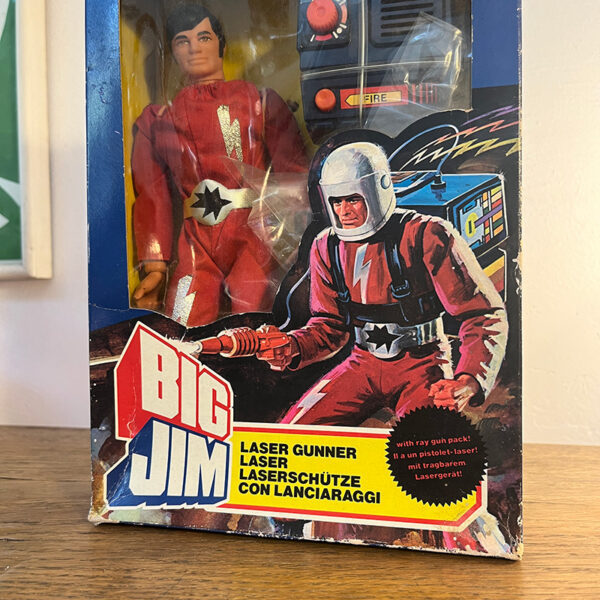 FIRE
BIG
JIM
LASER GUNNER
LASER
LASERSCHÜTZE
CON LANCIARAGGI
with ray gun pack!
Il a un pistolet-laser!
mit tragbarem
Lasergerät!